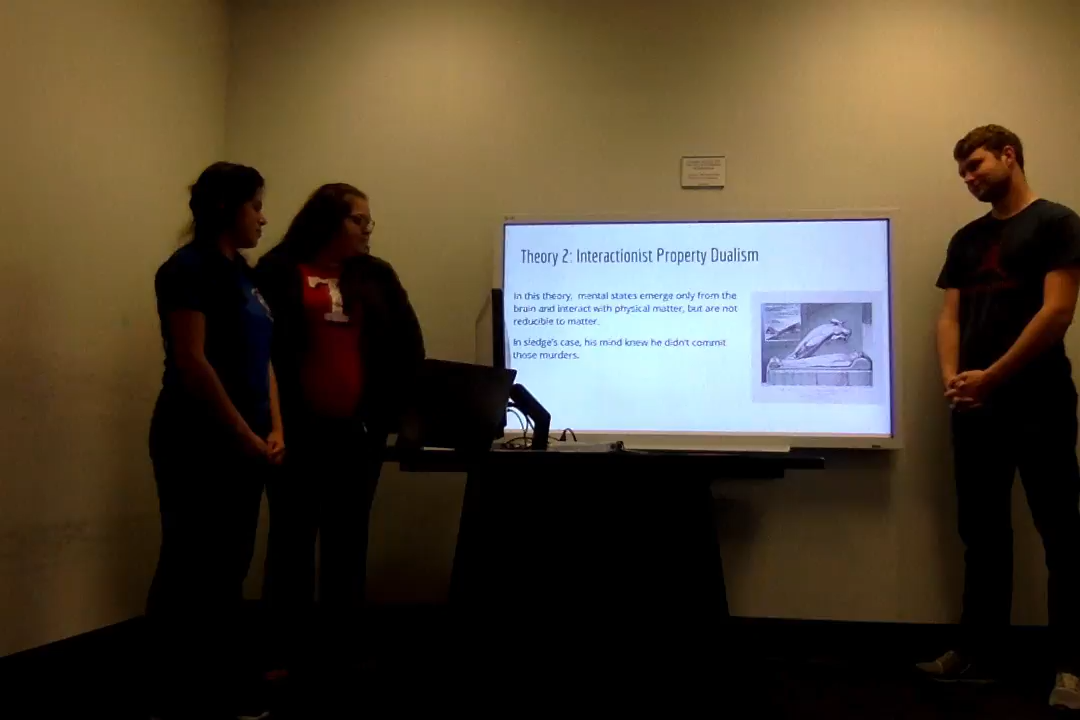 Theory 2: Interactionist Property Dualism
In this theory, mental states emerge only from the
brain and interact with physical matter, but are not
reducible to matter.
In sledge's case, his mind knew he didn't commit
those murders.